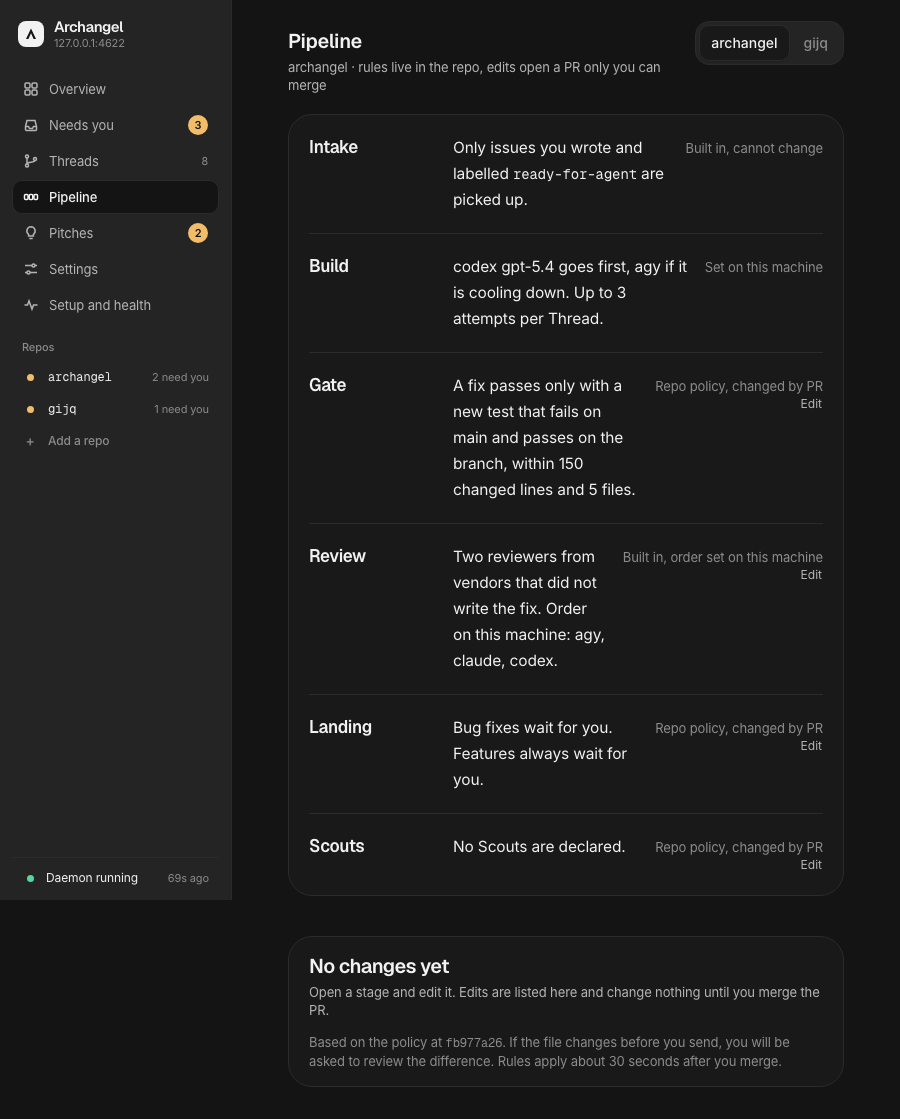 Archangel
127.0.0.1:4622
Overview
Needs you 3
Threads 8
Pipeline
Pitches 2
Settings
Setup and health
Repos
archangel 2 need you
gijq 1 need you
+ Add a repo
Daemon running 69s ago
Pipeline
archangel · rules live in the repo, edits open a PR only you can
merge
archangel gijq
Intake
Only issues you wrote and
labelled ready-for-agent are
picked up.
Built in, cannot change
Build
codex gpt-5.4 goes first, agy if it
is cooling down. Up to 3
attempts per Thread.
Set on this machine
Gate
A fix passes only with a
new test that fails on
main and passes on the
branch, within 150
changed lines and 5 files.
Repo policy, changed by PR
Edit
Review
Two reviewers from
vendors that did not
write the fix. Order
on this machine: agy,
claude, codex.
Built in, order set on this machine
Edit
Landing
Bug fixes wait for you.
Features always wait for
you.
Repo policy, changed by PR
Edit
Scouts
No Scouts are declared.
Repo policy, changed by PR
Edit
No changes yet
Open a stage and edit it. Edits are listed here and change nothing until you merge the
PR.
Based on the policy at fb977a26. If the file changes before you send, you will be
asked to review the difference. Rules apply about 30 seconds after you merge.